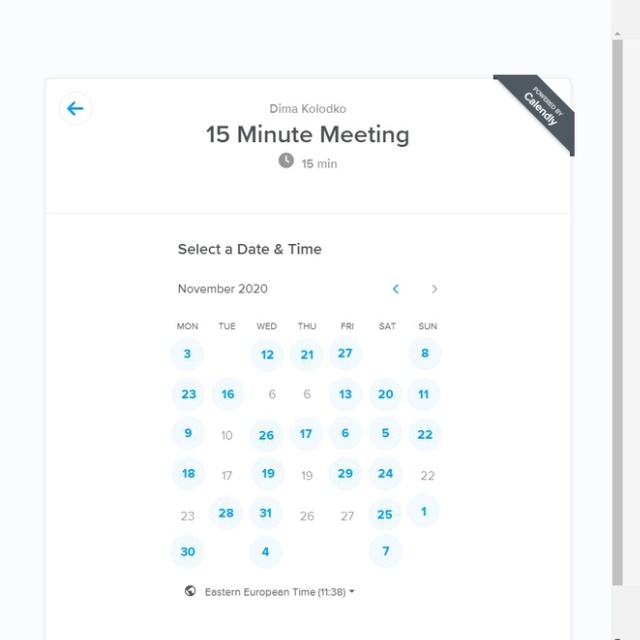 POWERED BY
Calendly
Dima Kolodko
15 Minute Meeting
15 min
Select a Date & Time
November 2020
MON TUE WED THU FRI SAT SUN
3 12 21 27 8
23 16 6 6 13 20 11
9 10 26 17 6 5 22
18 17 19 19 29 24 22
23 28 31 26 27 25 1
30 4 7
Eastern European Time (11:38)